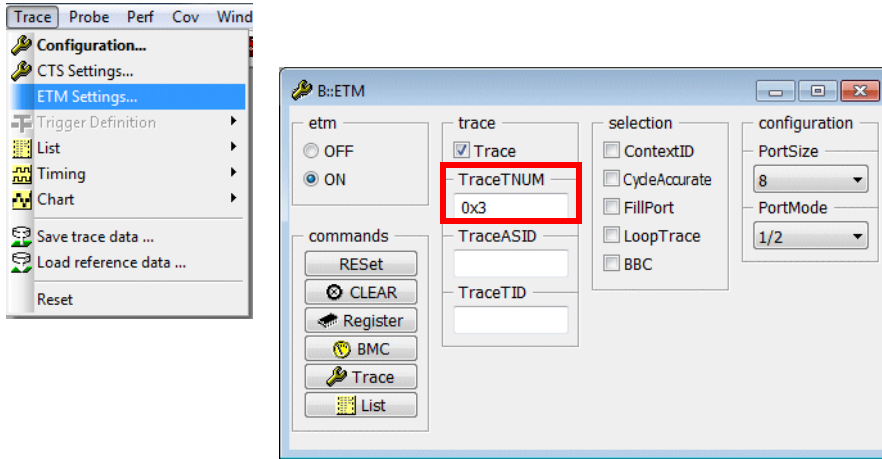 Trace Probe Perf Cov Wind
Configuration...
CTS Settings...
ETM Settings...
Trigger Definition
List
Timing
Chart
Save trace data ...
Load reference data ...
Reset
B::ETM
etm
OFF
ON
commands
RESet
CLEAR
Register
BMC
Trace
List
trace
Trace
TraceTNUM
0x3
TraceASID
TraceTID
selection
ContextID
CycleAccurate
FillPort
LoopTrace
BBC
configuration
PortSize
8
PortMode
1/2